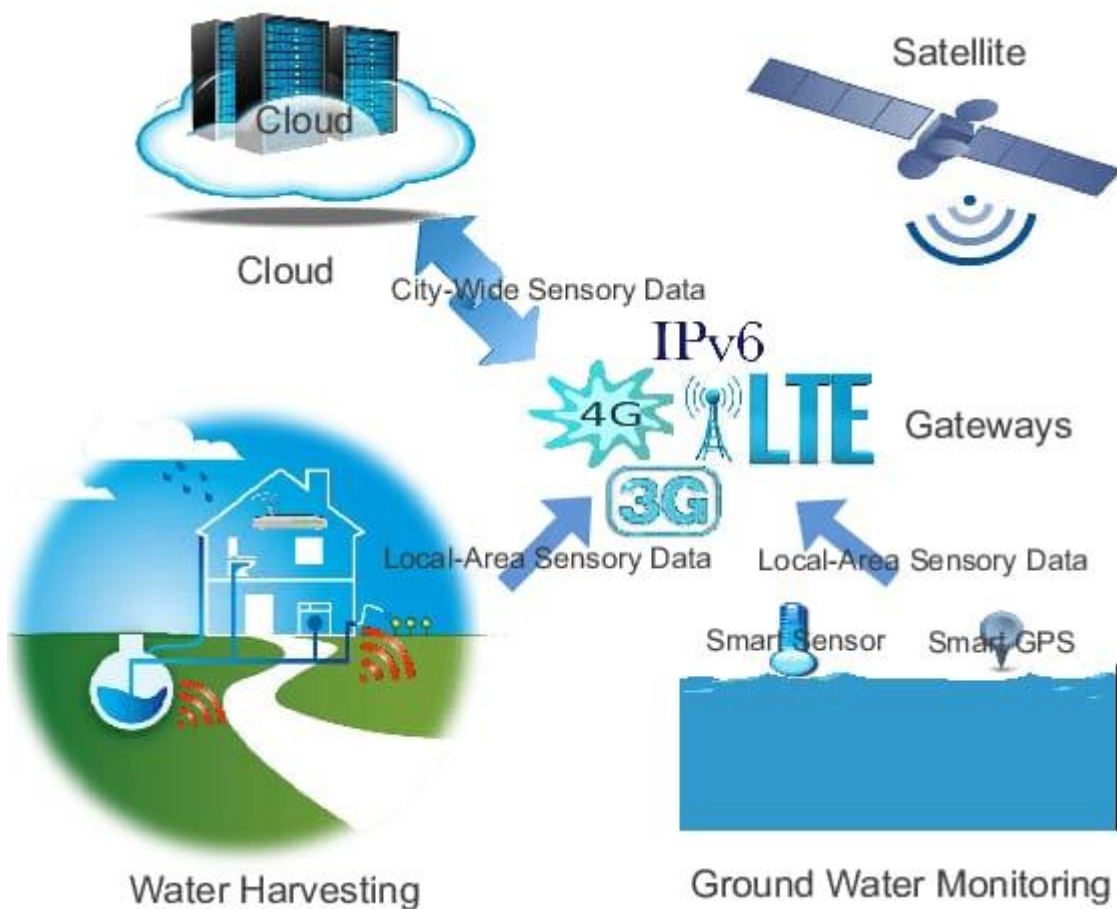 Cloud
Satellite
Cloud
City-Wide Sensory Data
IPv6
4G
LTE
Gateways
3G
Local-Area Sensory Data
Local-Area Sensory Data
Smart Sensor
Smart GPS
Water Harvesting
Ground Water Monitoring